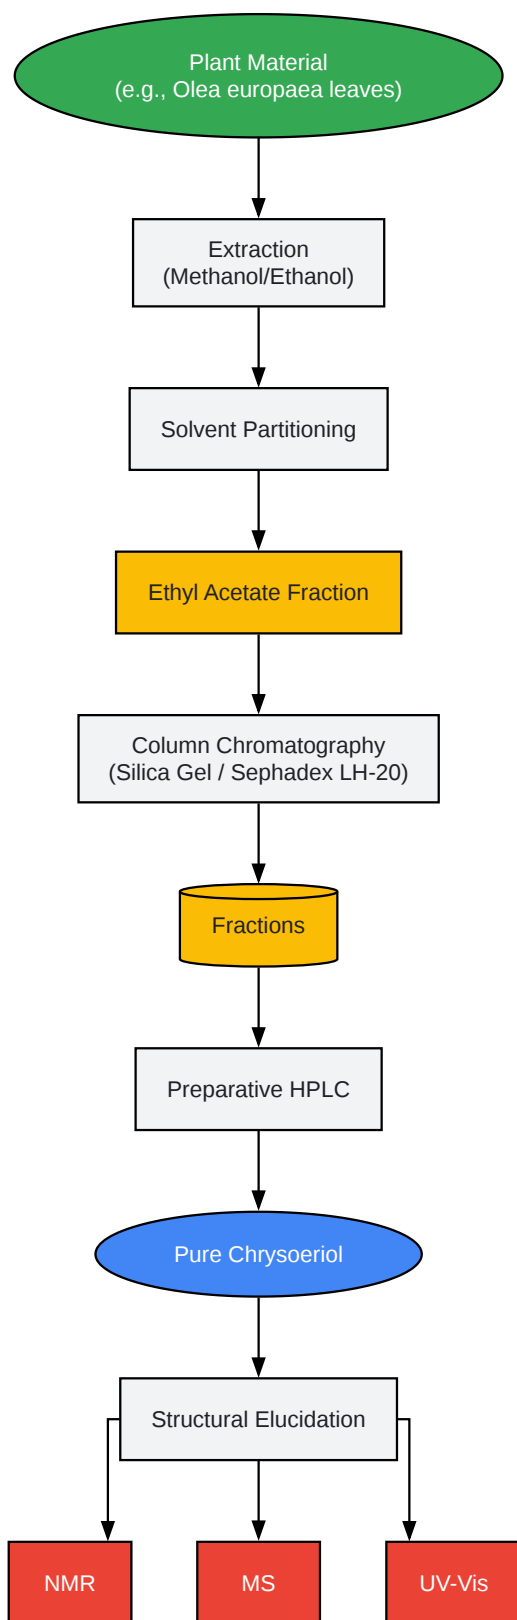 Plant Material
(e.g., Olea europaea leaves)
Extraction
(Methanol/Ethanol)
Solvent Partitioning
Ethyl Acetate Fraction
Column Chromatography
(Silica Gel / Sephadex LH-20)
Fractions
Preparative HPLC
Pure Chrysoeriol
Structural Elucidation
NMR
MS
UV-Vis